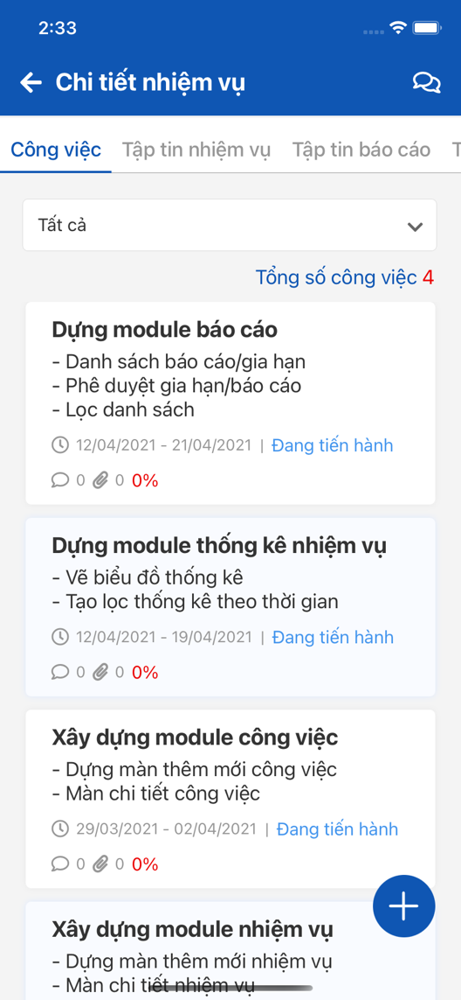 2:33
Chi tiết nhiệm vụ
Công việc Tập tin nhiệm vụ Tập tin báo cáo T
Tất cả
Tổng số công việc 4
Dựng module báo cáo
- Danh sách báo cáo/gia hạn
- Phê duyệt gia hạn/báo cáo
- Lọc danh sách
12/04/2021 - 21/04/2021 | Đang tiến hành
0 0 0%
Dựng module thống kê nhiệm vụ
- Vẽ biểu đồ thống kê
- Tạo lọc thống kê theo thời gian
12/04/2021 - 19/04/2021 | Đang tiến hành
0 0 0%
Xây dựng module công việc
- Dựng màn thêm mới công việc
- Màn chi tiết công việc
29/03/2021 - 02/04/2021 | Đang tiến hành
0 0 0%
Xây dựng module nhiệm vụ
- Dựng màn thêm mới nhiệm vụ
- Màn chi tiết nhiệm vụ